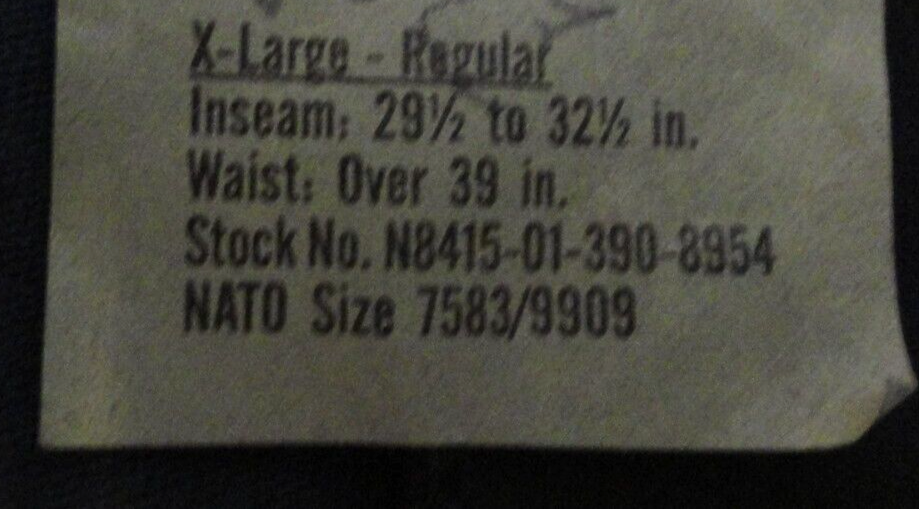 X-Large - Regular
Inseam: 29½ to 32½ in.
Waist: Over 39 in.
Stock No. N8415-01-390-8954
NATO Size 7583/9909